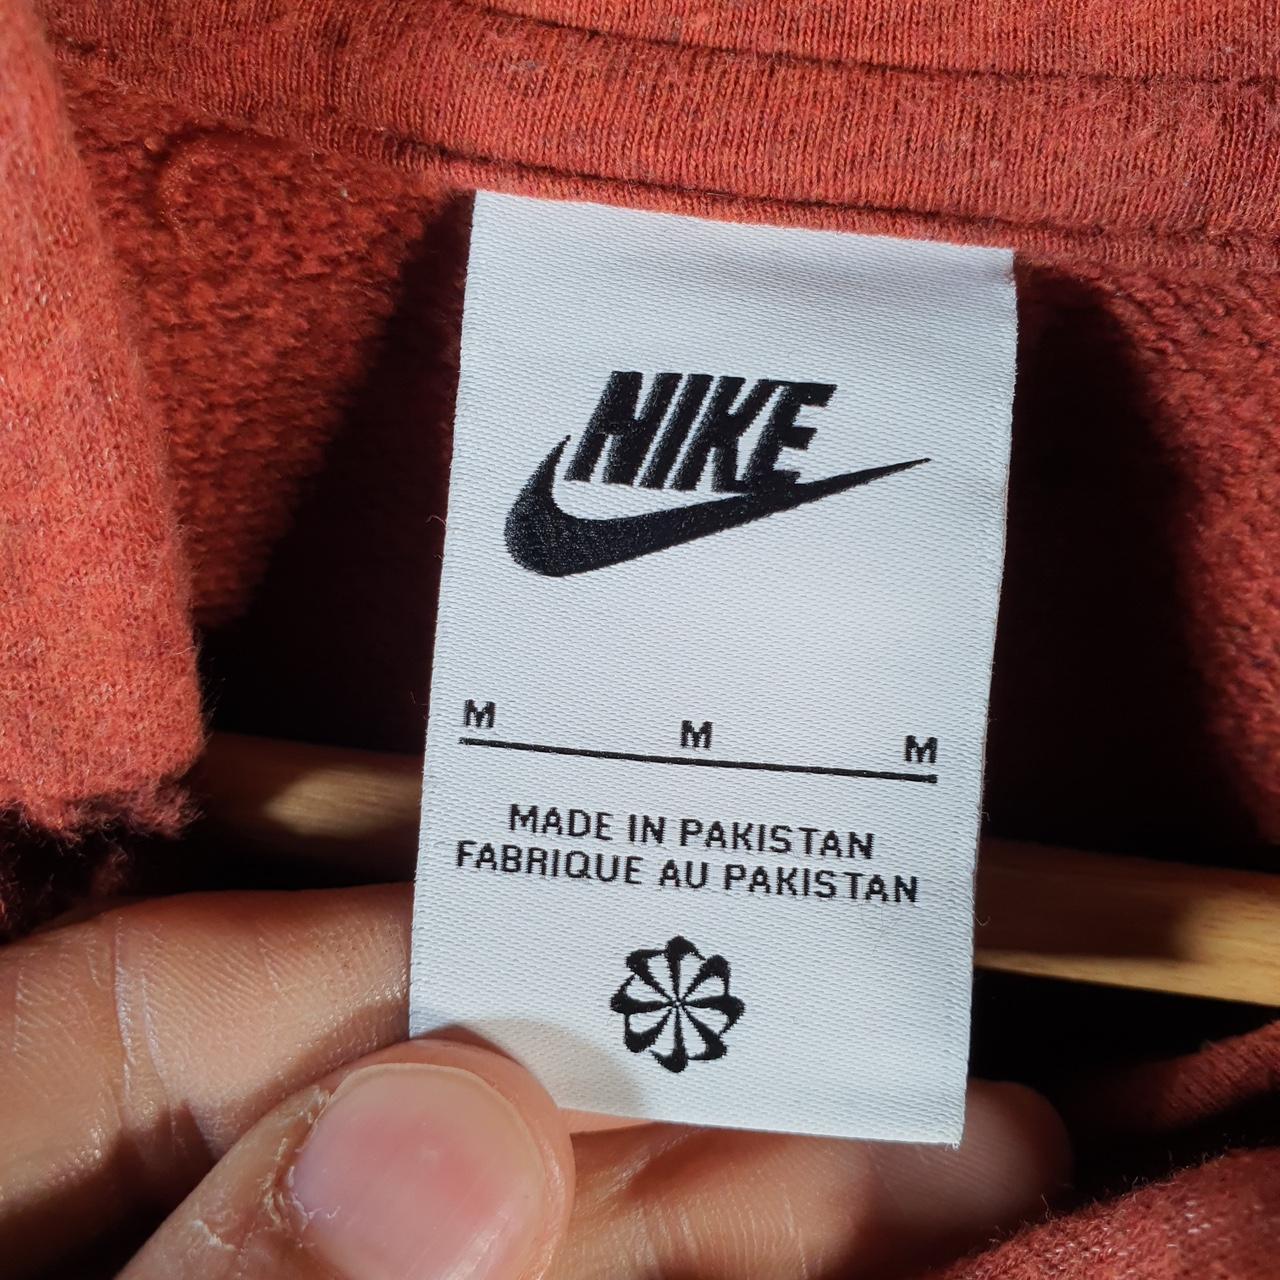 NIKE
M M M
MADE IN PAKISTAN
FABRIQUE AU PAKISTAN